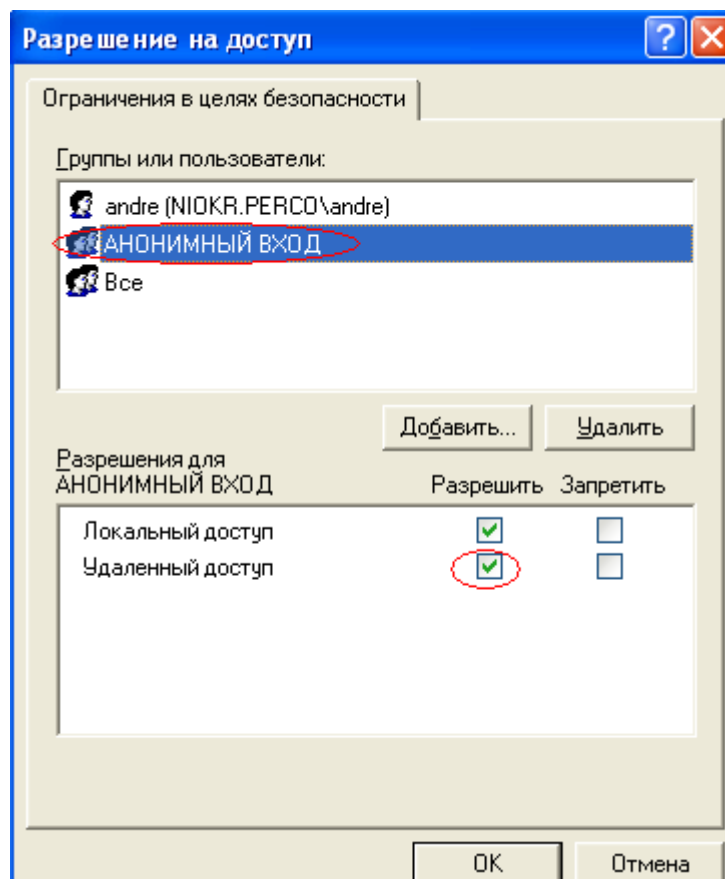 Разрешение на доступ
Ограничения в целях безопасности
Группы или пользователи:
andre (NIOKR.PERCO\andre)
АНОНИМНЫЙ ВХОД
Все
Добавить... Удалить
Разрешения для
АНОНИМНЫЙ ВХОД Разрешить Запретить
Локальный доступ
Удаленный доступ
OK Отмена